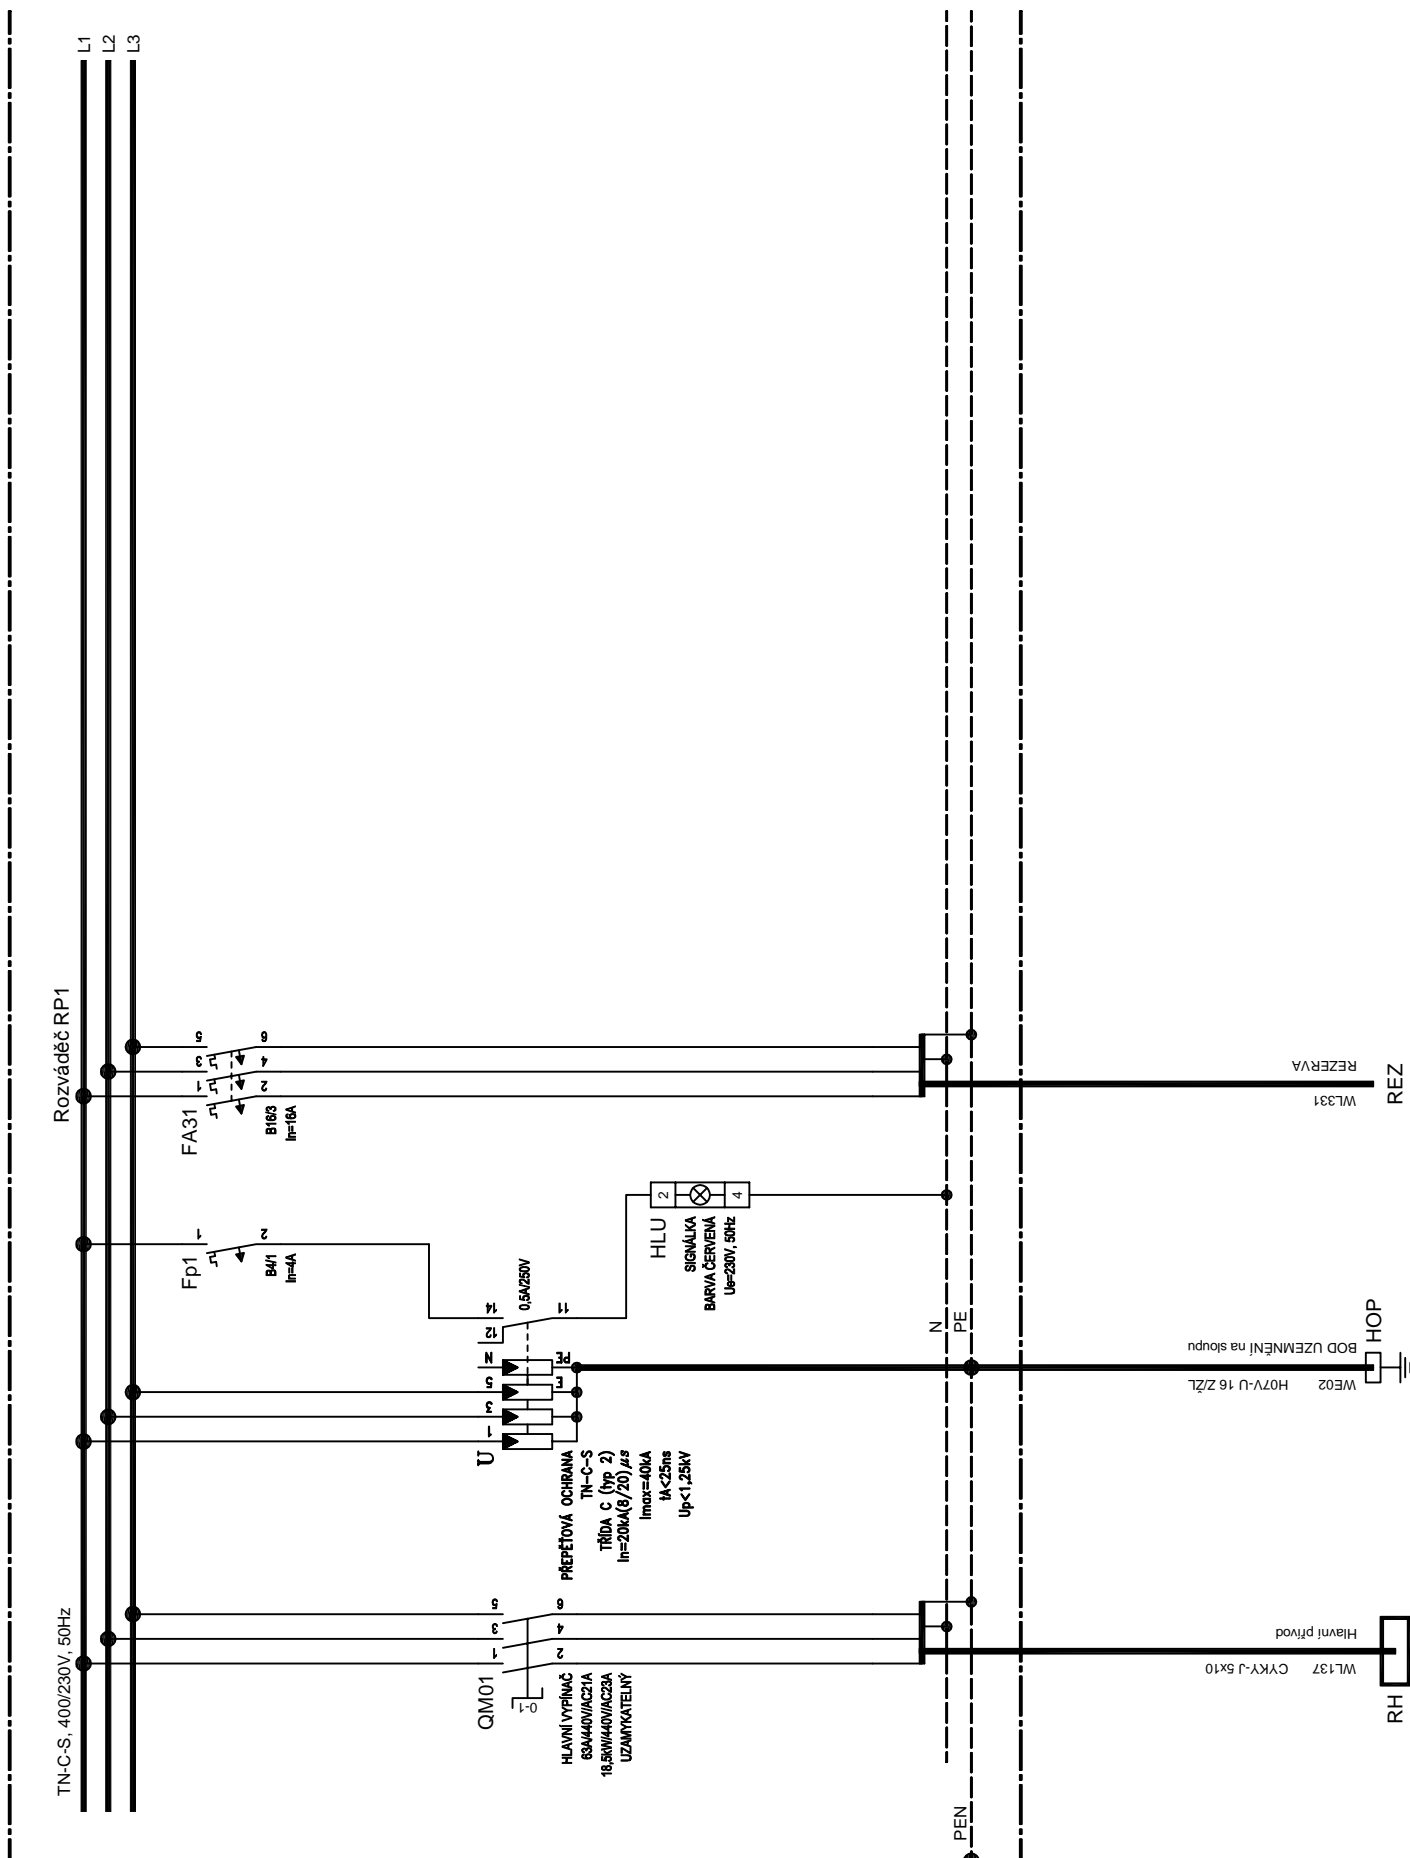 TN-C-S, 400/230V, 50Hz
Rozváděč RP1
L1
L2
L3
QM01
1
3
5
2
4
6
0-1
HLAVNÍ VYPÍNAČ
63A/440V/AC21A
18,5kW/440V/AC23A
UZAMYKATELNÝ
U
1
3
5
N
12
14
E
PE
11
0,5A/250V
PŘEPĚŤOVÁ OCHRANA
TN-C-S
TŘÍDA C (typ 2)
In=20kA(8/20)μs
Imax=40kA
tA<25ns
Up<1,25kV
Fp1
1
2
B4/1
In=4A
HLU
2
4
SIGNÁLKA
BARVA ČERVENÁ
Ue=230V, 50Hz
FA31
1
3
5
2
4
6
B16/3
In=16A
N
PE
PEN
WL137 CYKY-J 5x10
Hlavní přívod
RH
WE02 H07V-U 16 Z/ŽL
BOD UZEMNĚNÍ na sloupu
HOP
WL331
REZERVA
REZ